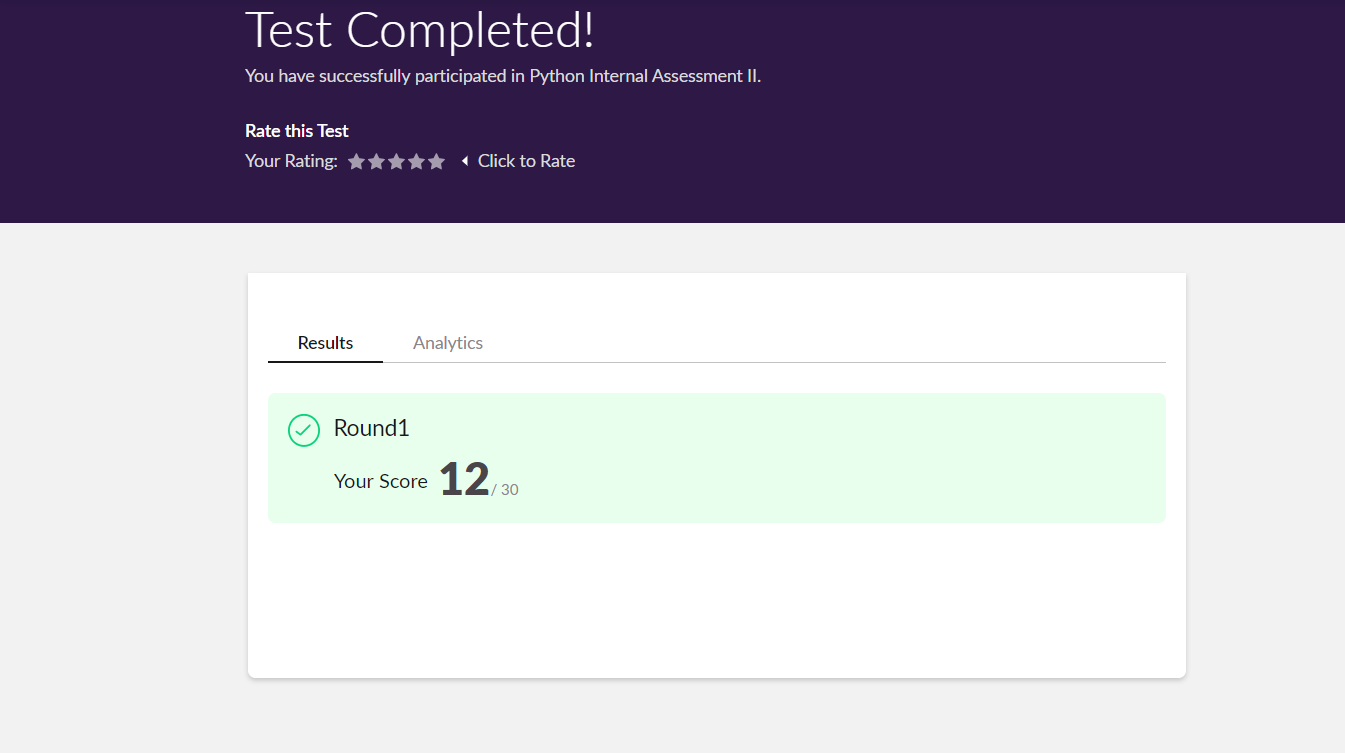 Test Completed!
You have successfully participated in Python Internal Assessment II.
Rate this Test
Your Rating: Click to Rate
Results Analytics
Round1
Your Score 12 / 30